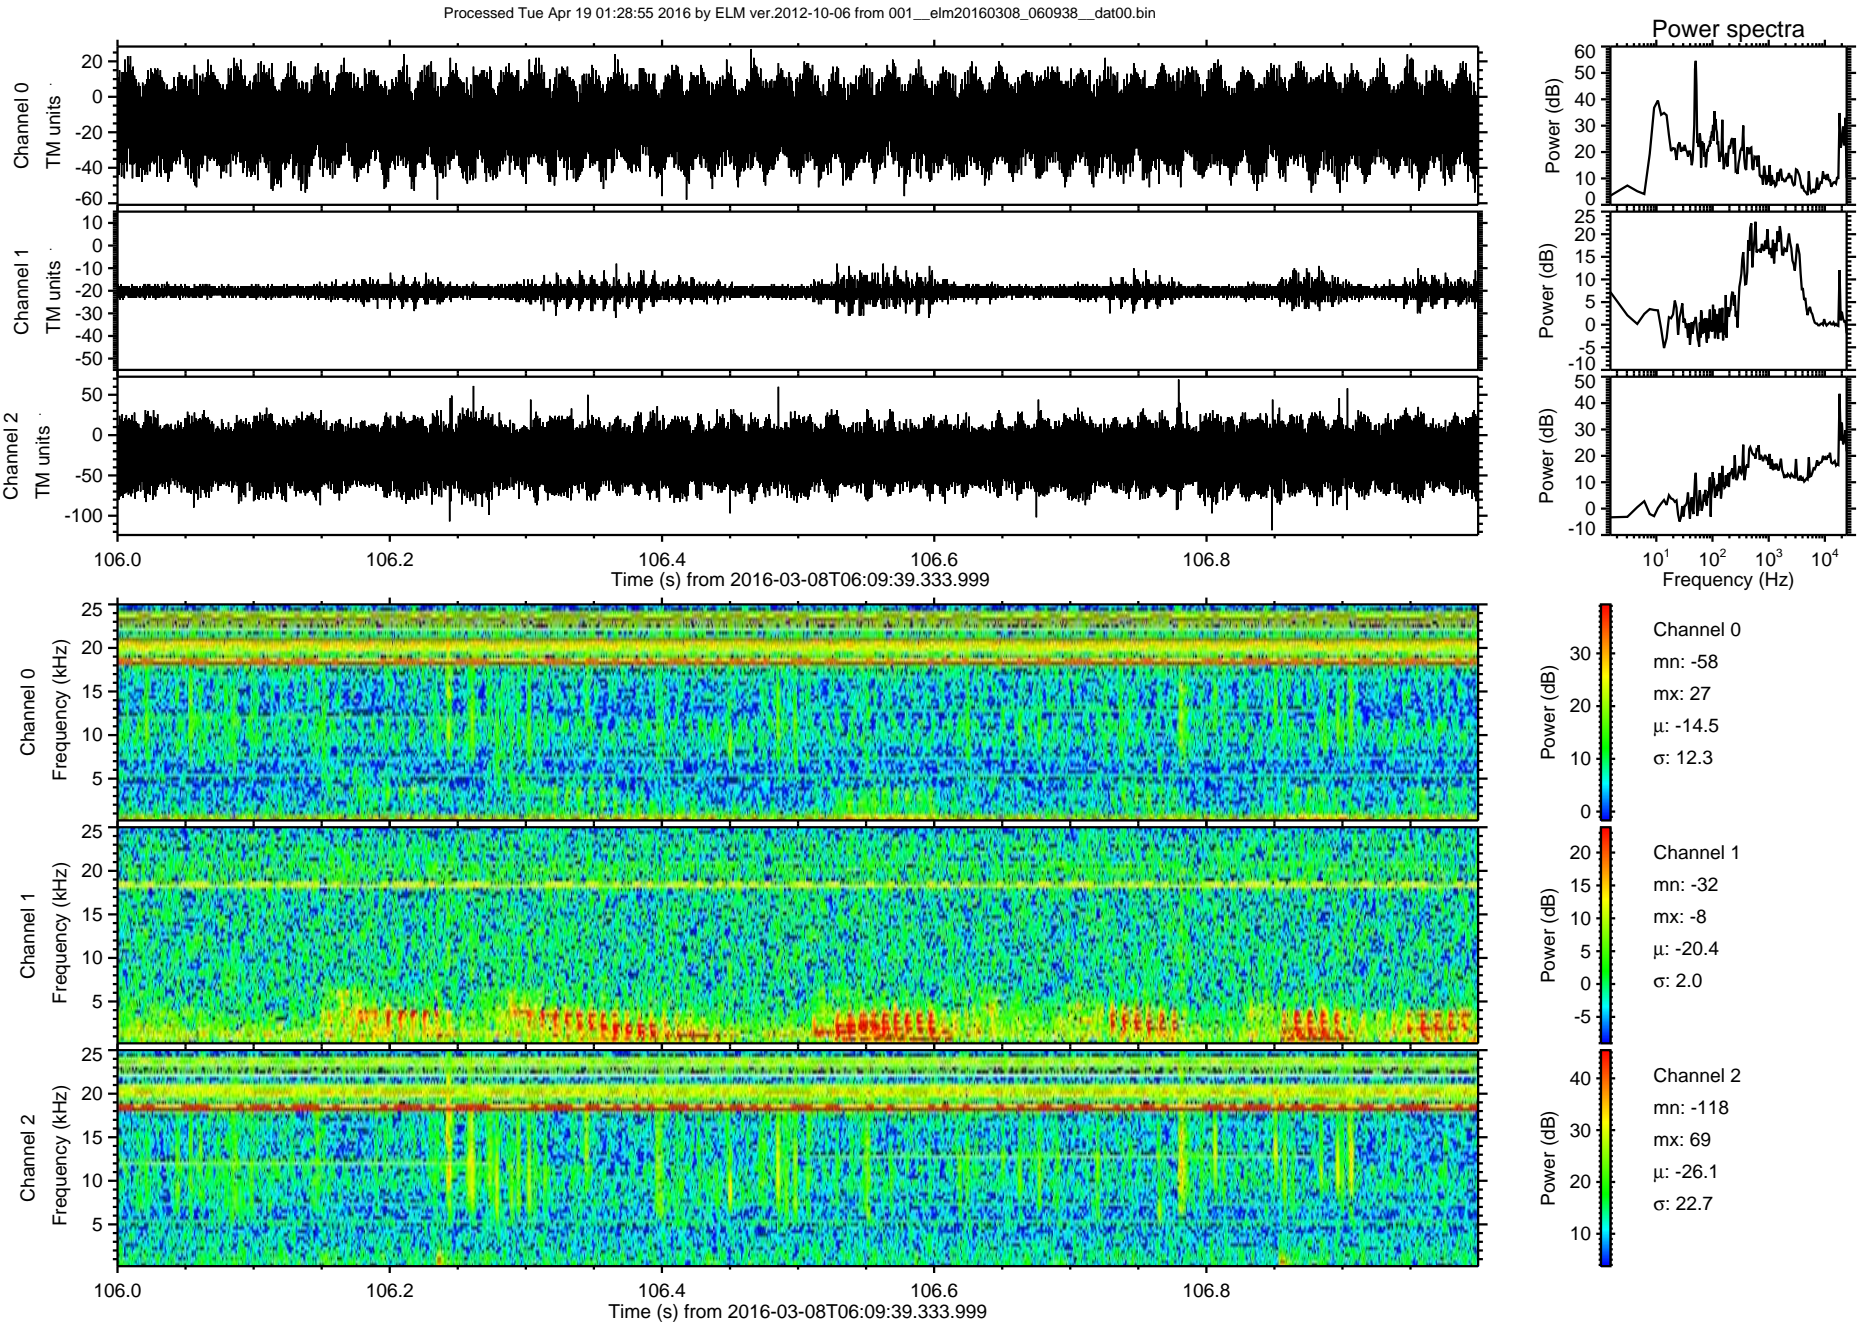 Processed Tue Apr 19 01:28:55 2016 by ELM ver.2012-10-06 from 001__elm20160308_060938__dat00.bin
Power spectra
Channel 0
TM units
20
0
-20
-40
-60
Power (dB)
60
50
40
30
20
10
0
Channel 1
TM units
10
0
-10
-20
-30
-40
-50
Power (dB)
25
20
15
10
5
0
-5
-10
Channel 2
TM units
50
0
-50
-100
Power (dB)
50
40
30
20
10
0
-10
106.0 106.2 106.4 106.6 106.8
Time (s) from 2016-03-08T06:09:39.333.999
10¹ 10² 10³ 10⁴
Frequency (Hz)
Channel 0
Frequency (kHz)
25
20
15
10
5
Power (dB)
30
20
10
0
Channel 0
mn: -58
mx: 27
μ: -14.5
σ: 12.3
Channel 1
Frequency (kHz)
25
20
15
10
5
Power (dB)
20
15
10
5
0
-5
Channel 1
mn: -32
mx: -8
μ: -20.4
σ: 2.0
Channel 2
Frequency (kHz)
25
20
15
10
5
Power (dB)
40
30
20
10
Channel 2
mn: -118
mx: 69
μ: -26.1
σ: 22.7
106.0 106.2 106.4 106.6 106.8
Time (s) from 2016-03-08T06:09:39.333.999